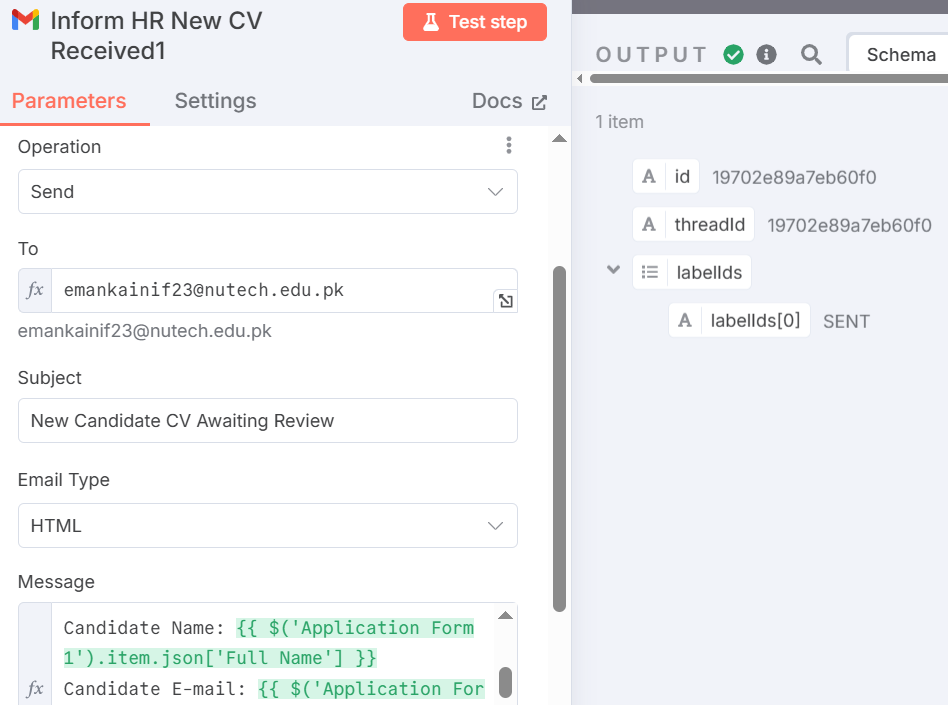 Inform HR New CV
Received1
Test step
Parameters
Settings
Docs
Operation
Send
To
fx
emankainif23@nutech.edu.pk
emankainif23@nutech.edu.pk
Subject
New Candidate CV Awaiting Review
Email Type
HTML
Message
Candidate Name: {{ $('Application Form
1').item.json['Full Name'] }}
fx
Candidate E-mail: {{ $('Application For
OUTPUT
Schema
1 item
A id 19702e89a7eb60f0
A threadId 19702e89a7eb60f0
labelIds
A labelIds[0] SENT